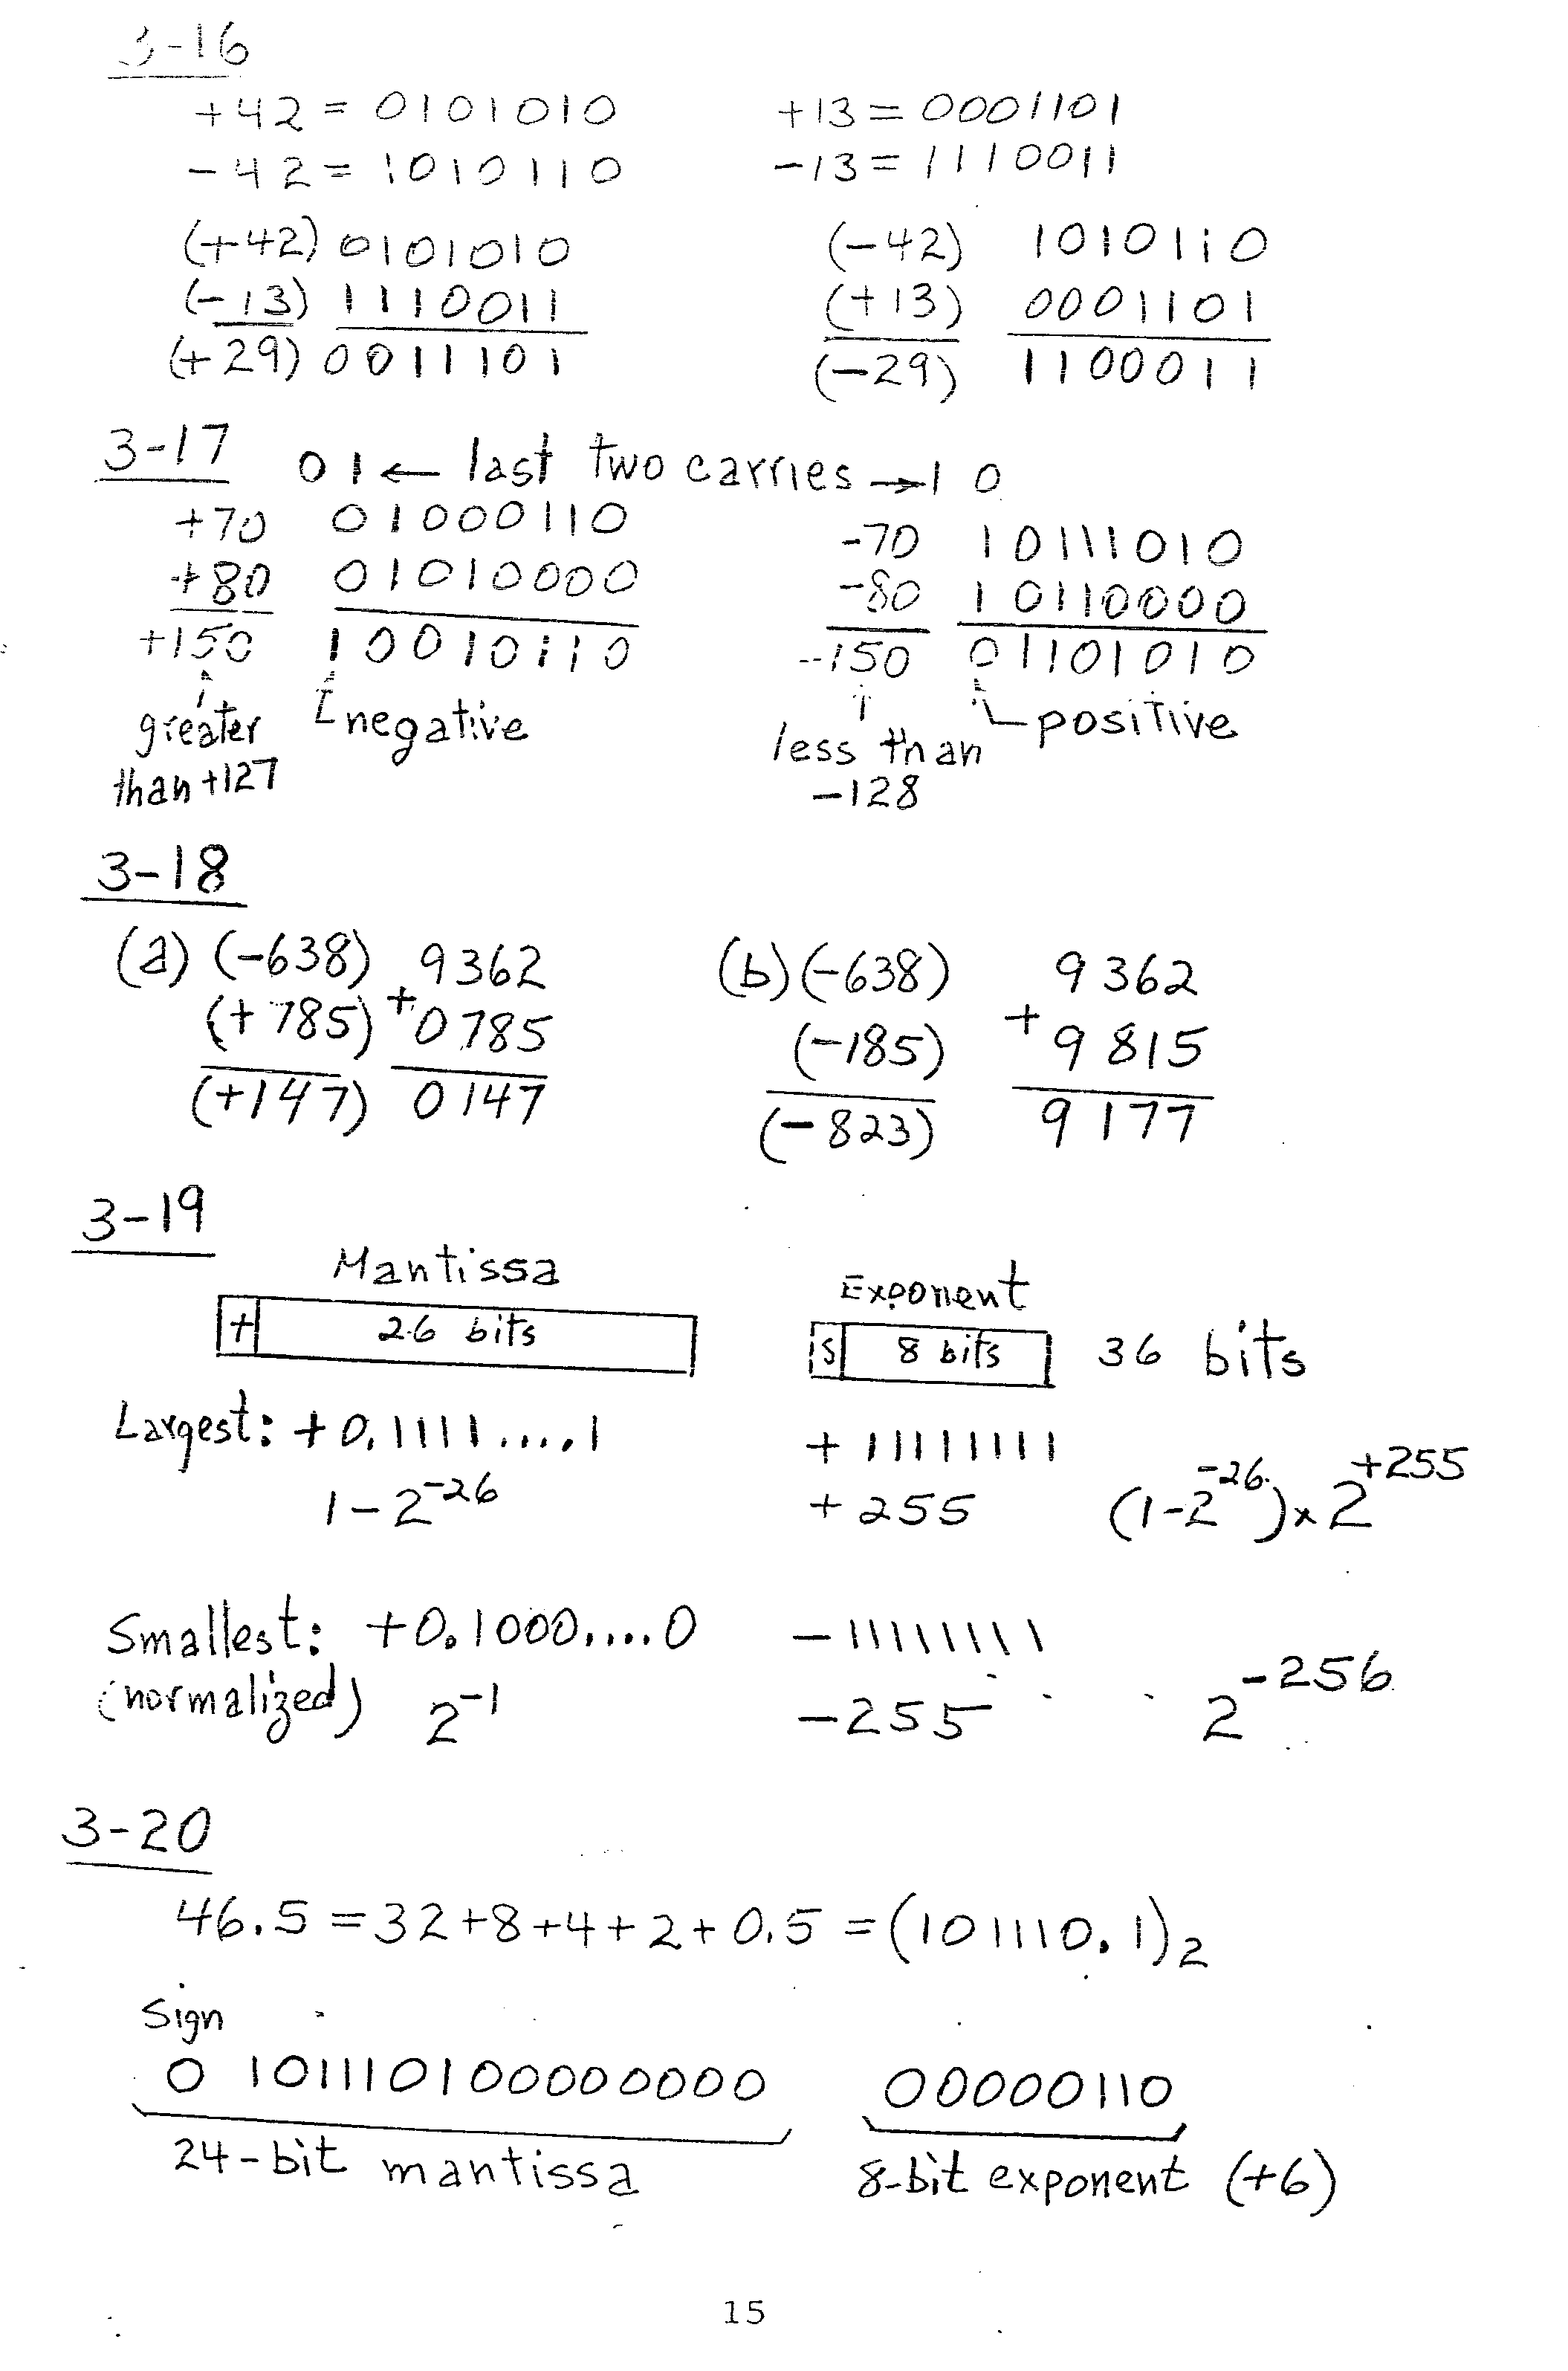 3-16
+42 = 0101010    +13 = 0001101
-42 = 1010110    -13 = 1110011
(+42) 0101010    (-42) 1010110
(-13) 1110011    (+13) 0001101
(+29) 0011101    (-29) 1100011
3-17    0 1 ← last two carries → 1 0
+70 01000110    -70 10111010
+80 01010000    -80 10110000
+150 10010110    -150 01101010
greater than +127    negative    less than -128    positive
3-18
(a) (-638) 9362    (b) (-638) 9362
(+785) +0785    (-185) +9815
(+147) 0147    (-823) 9177
3-19
Mantissa    Exponent
+ 26 bits    s 8 bits    36 bits
Largest: +0.1111.....1    +11111111
1-2^-26    +255    (1-2^-26)×2^+255
Smallest: +0.1000....0    -11111111
(normalized) 2^-1    -255    2^-256
3-20
46.5 = 32+8+4+2+0.5 = (101110.1)2
Sign
0 101110100000000    00000110
24-bit mantissa    8-bit exponent (+6)
15